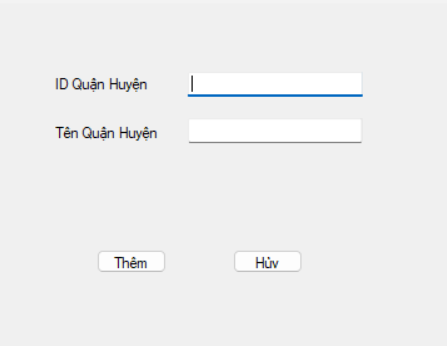 ID Quận Huyện
Tên Quận Huyện
Thêm Hủy